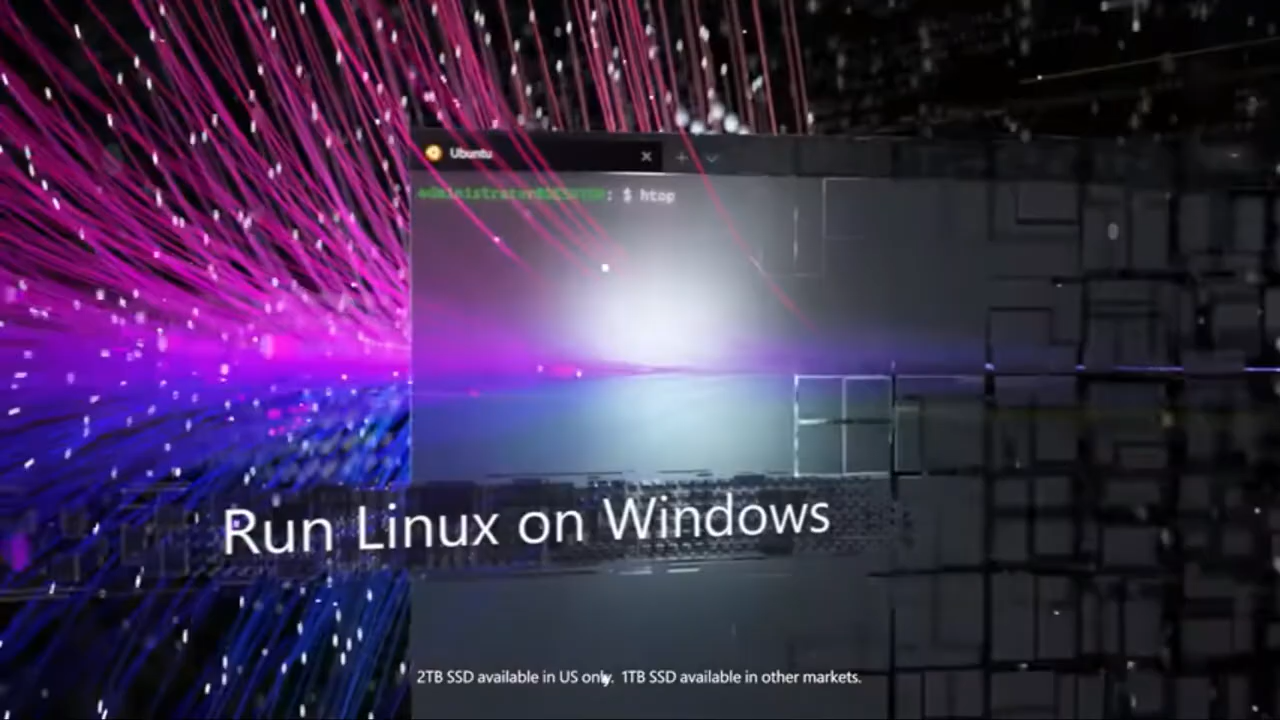 Ubuntu
: $ htop
Run Linux on Windows
2TB SSD available in US only. 1TB SSD available in other markets.